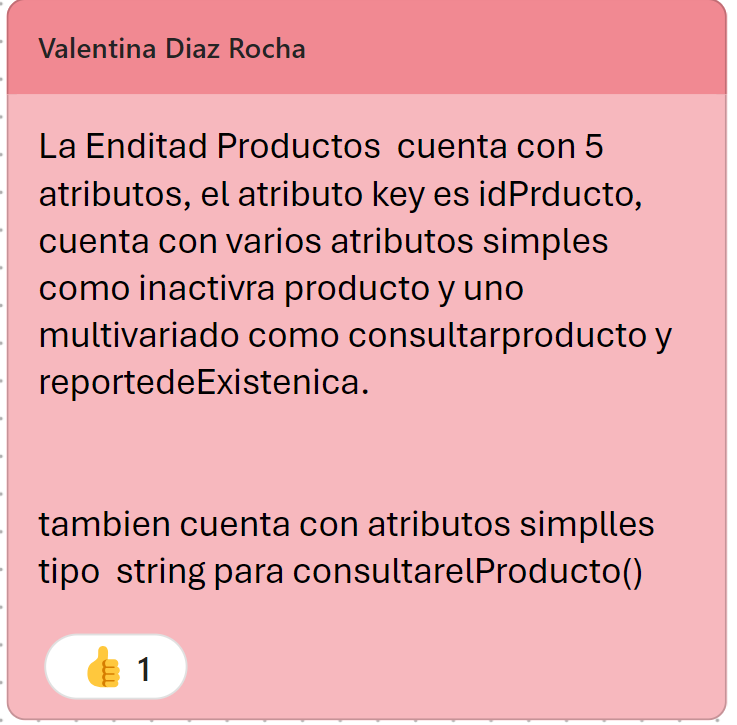 Valentina Diaz Rocha
La Enditad Productos  cuenta con 5
atributos, el atributo key es idPrducto,
cuenta con varios atributos simples
como inactivra producto y uno
multivariado como consultarproducto y
reportedeExistenica.
tambien cuenta con atributos simplles
tipo  string para consultarelProducto()
👍 1